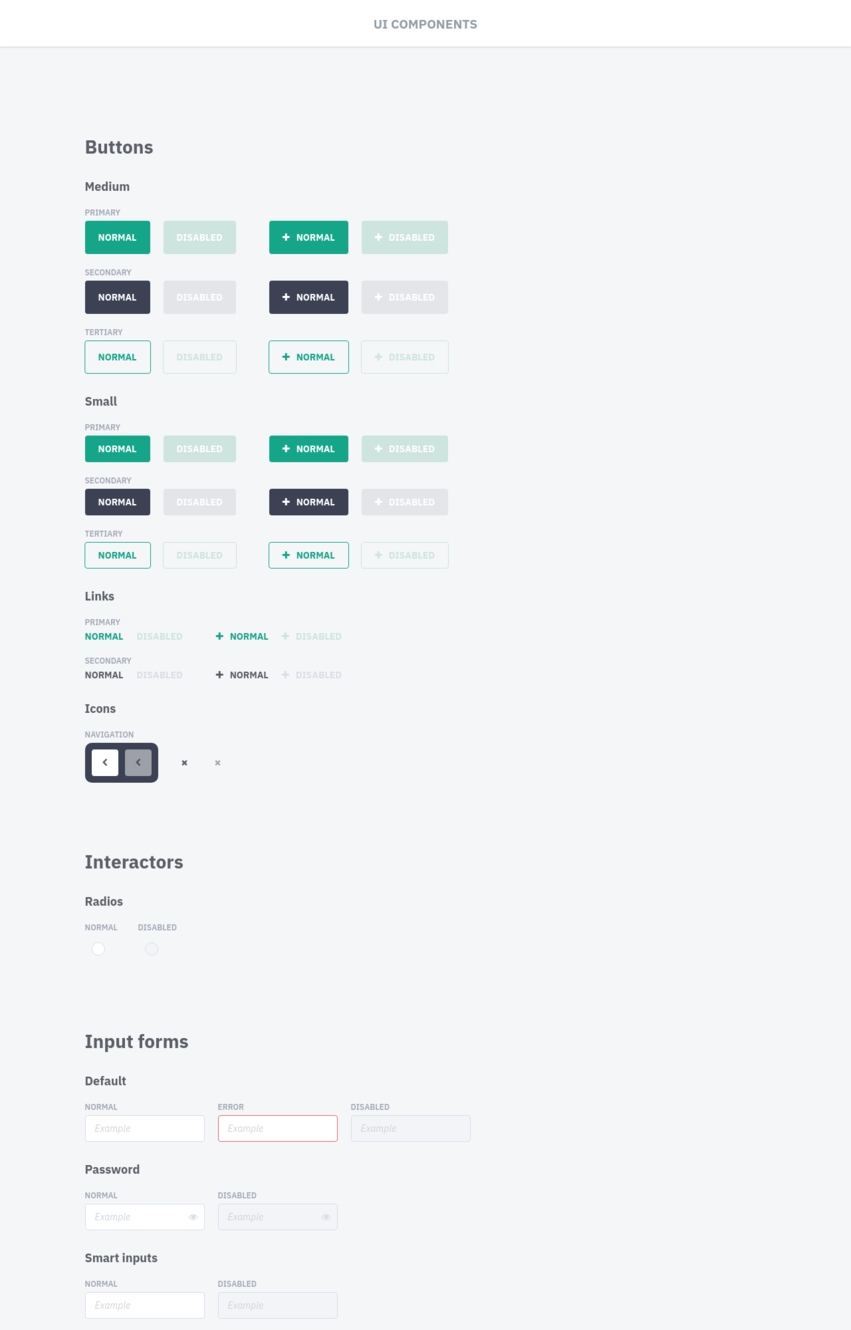 UI COMPONENTS
Buttons
Medium
PRIMARY
NORMAL DISABLED + NORMAL + DISABLED
SECONDARY
NORMAL DISABLED + NORMAL + DISABLED
TERTIARY
NORMAL DISABLED + NORMAL + DISABLED
Small
PRIMARY
NORMAL DISABLED + NORMAL + DISABLED
SECONDARY
NORMAL DISABLED + NORMAL + DISABLED
TERTIARY
NORMAL DISABLED + NORMAL + DISABLED
Links
PRIMARY
NORMAL DISABLED + NORMAL + DISABLED
SECONDARY
NORMAL DISABLED + NORMAL + DISABLED
Icons
NAVIGATION
Interactors
Radios
NORMAL DISABLED
Input forms
Default
NORMAL ERROR DISABLED
Example Example Example
Password
NORMAL DISABLED
Example Example
Smart inputs
NORMAL DISABLED
Example Example